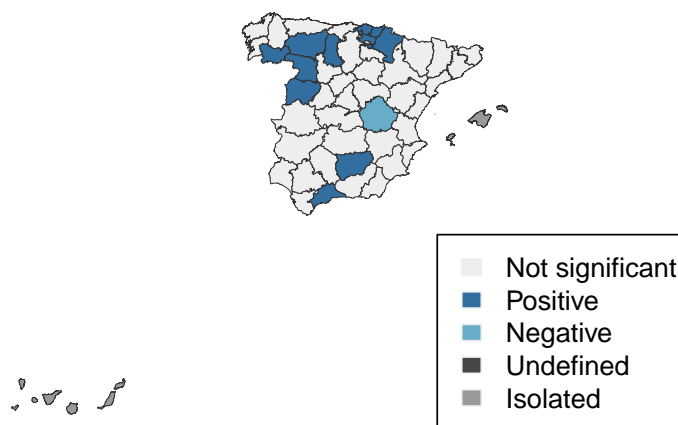 Not significant
Positive
Negative
Undefined
Isolated